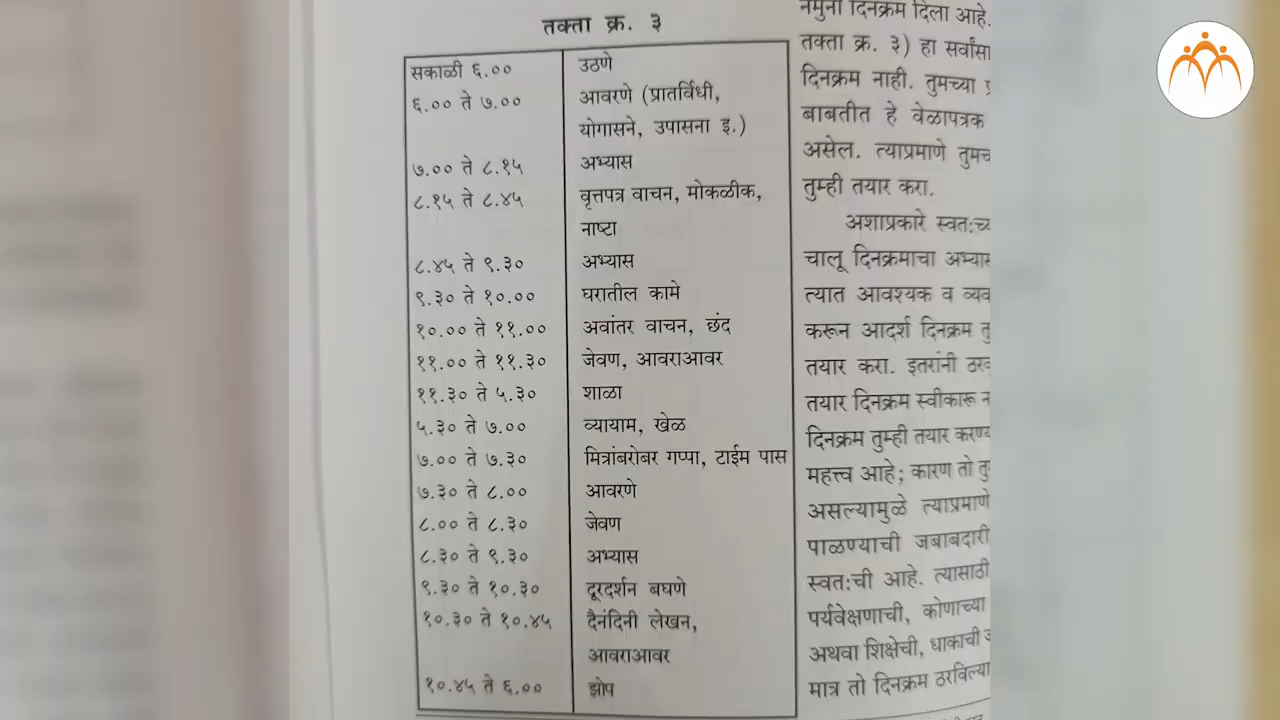 तक्ता क्र. ३
सकाळी ६.०० उठणे
६.०० ते ७.०० आवरणे (प्रातर्विधी,
योगासने, उपासना इ.)
७.०० ते ८.१५ अभ्यास
८.१५ ते ८.४५ वृत्तपत्र वाचन, मोकळीक,
नाष्टा
८.४५ ते ९.३० अभ्यास
९.३० ते १०.०० घरातील कामे
१०.०० ते ११.०० अवांतर वाचन, छंद
११.०० ते ११.३० जेवण, आवराआवर
११.३० ते ५.३० शाळा
५.३० ते ७.०० व्यायाम, खेळ
७.०० ते ७.३० मित्रांबरोबर गप्पा, टाईम पास
७.३० ते ८.०० आवरणे
८.०० ते ८.३० जेवण
८.३० ते ९.३० अभ्यास
९.३० ते १०.३० दूरदर्शन बघणे
१०.३० ते १०.४५ दैनंदिनी लेखन,
आवराआवर
१०.४५ ते ६.०० झोप
नमुना दिनक्रम दिला आहे.
तक्ता क्र. ३) हा सर्वांसा
दिनक्रम नाही. तुमच्या
बाबतीत हे वेळापत्रक
असेल. त्याप्रमाणे तुमच
तुम्ही तयार करा.
अशाप्रकारे स्वत:च्य
चालू दिनक्रमाचा अभ्यास
त्यात आवश्यक व व्यव
करून आदर्श दिनक्रम तु
तयार करा. इतरांनी ठरव
तयार दिनक्रम स्वीकारू न
दिनक्रम तुम्ही तयार करण्य
महत्त्व आहे; कारण तो तु
असल्यामुळे त्याप्रमाणे
पाळण्याची जबाबदारी
स्वत:ची आहे. त्यासाठी
पर्यवेक्षणाची, कोणाच्या
अथवा शिक्षेची, धाकाची
मात्र तो दिनक्रम ठरविल्या